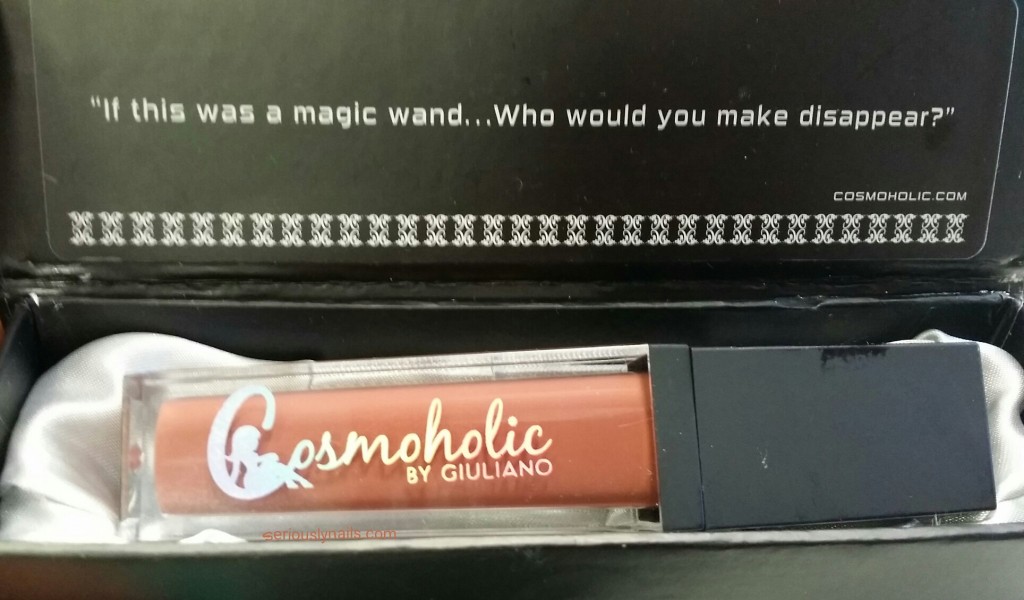 "If this was a magic wand...Who would you make disappear?"
COSMOHOLIC.COM
Cosmoholic
BY GIULIANO
seriouslynails.com